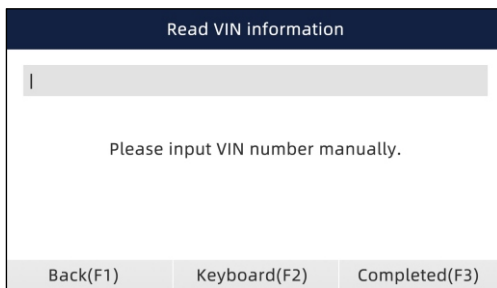 Read VIN information
Please input VIN number manually.
Back(F1) Keyboard(F2) Completed(F3)